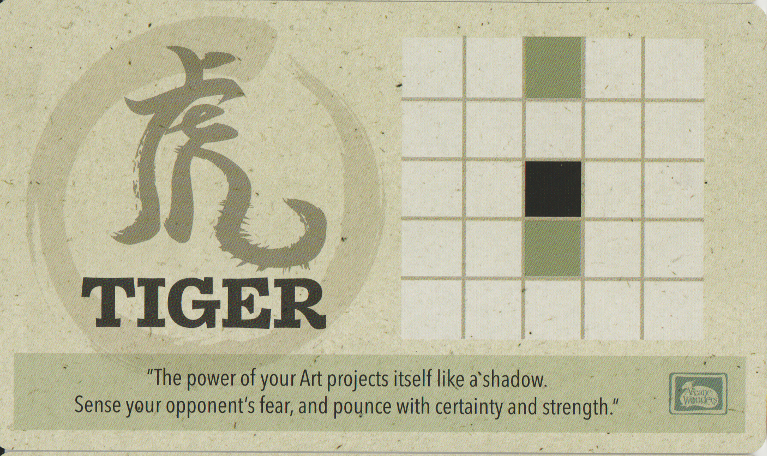 虎
TIGER
"The power of your Art projects itself like a shadow.
Sense your opponent's fear, and pounce with certainty and strength."